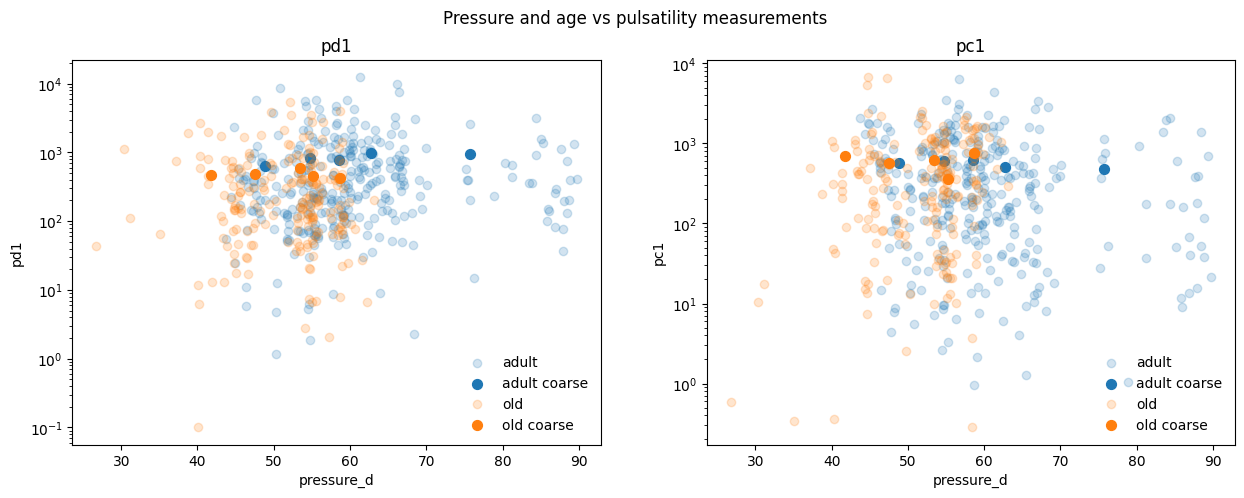 Pressure and age vs pulsatility measurements
pd1
10^4
10^3
10^2
10^1
10^0
10^-1
pd1
30 40 50 60 70 80 90
pressure_d
adult
adult coarse
old
old coarse
pc1
10^4
10^3
10^2
10^1
10^0
pc1
30 40 50 60 70 80 90
pressure_d
adult
adult coarse
old
old coarse